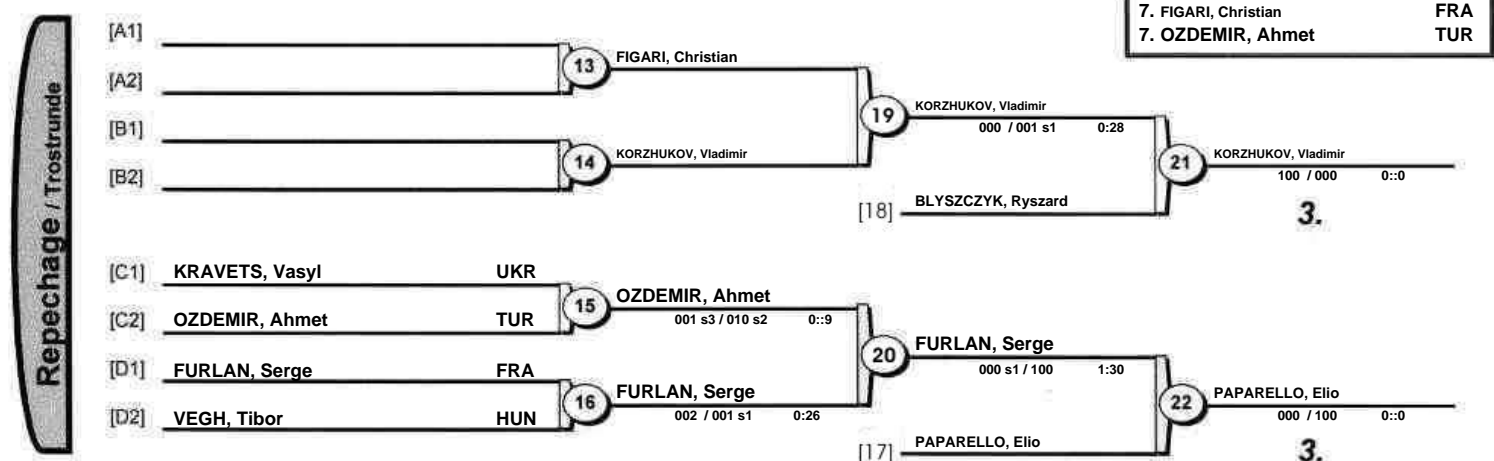 7. FIGARI, Christian FRA
7. OZDEMIR, Ahmet TUR
Repechage / Trostrunde
[A1]
[A2]
13
FIGARI, Christian
[B1]
[B2]
14
KORZHUKOV, Vladimir
19
KORZHUKOV, Vladimir
000 / 001 s1 0:28
[18] BLYSZCZYK, Ryszard
21
KORZHUKOV, Vladimir
100 / 000 0::0
3.
[C1] KRAVETS, Vasyl UKR
[C2] OZDEMIR, Ahmet TUR
15
OZDEMIR, Ahmet
001 s3 / 010 s2 0::9
[D1] FURLAN, Serge FRA
[D2] VEGH, Tibor HUN
16
FURLAN, Serge
002 / 001 s1 0:26
20
FURLAN, Serge
000 s1 / 100 1:30
[17] PAPARELLO, Elio
22
PAPARELLO, Elio
000 / 100 0::0
3.